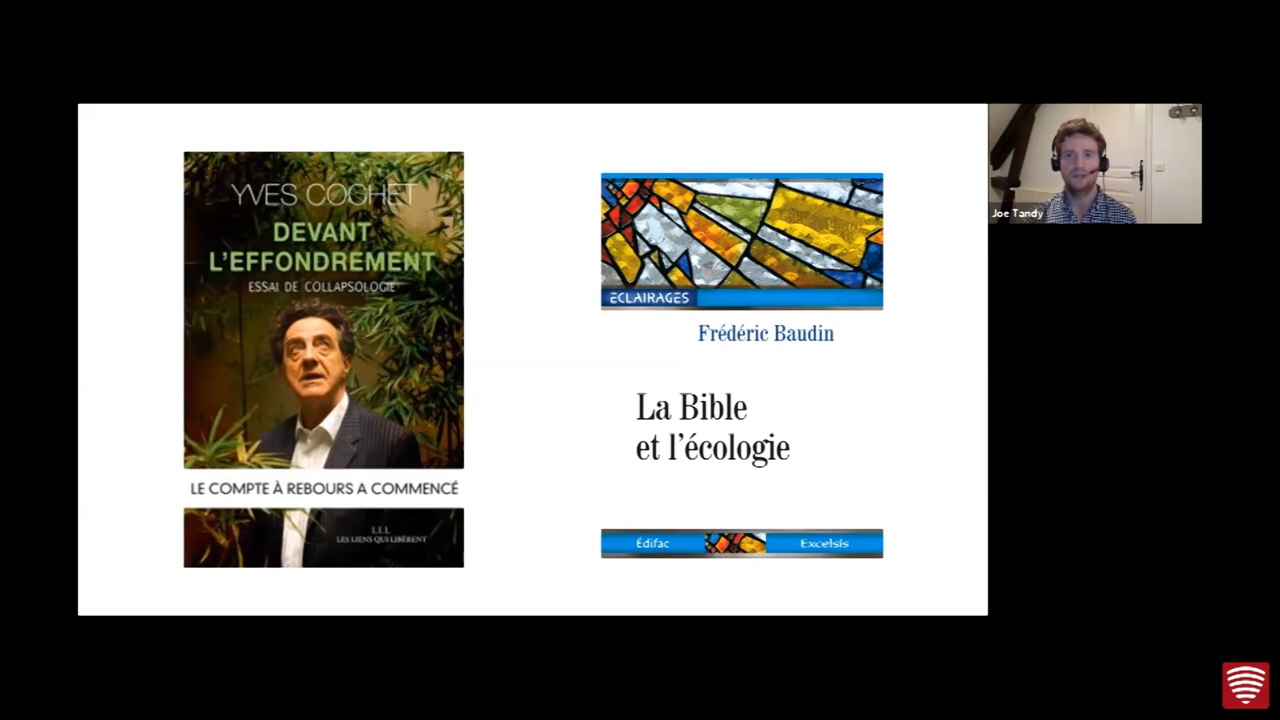 YVES COCHET
DEVANT
L'EFFONDREMENT
ESSAI DE COLLAPSOLOGIE
LE COMPTE À REBOURS A COMMENCÉ
L L L
LES LIENS QUI LIBÈRENT
ECLAIRAGES
Frédéric Baudin
La Bible
et l'écologie
Édifac
Excelsis
Joe Tandy